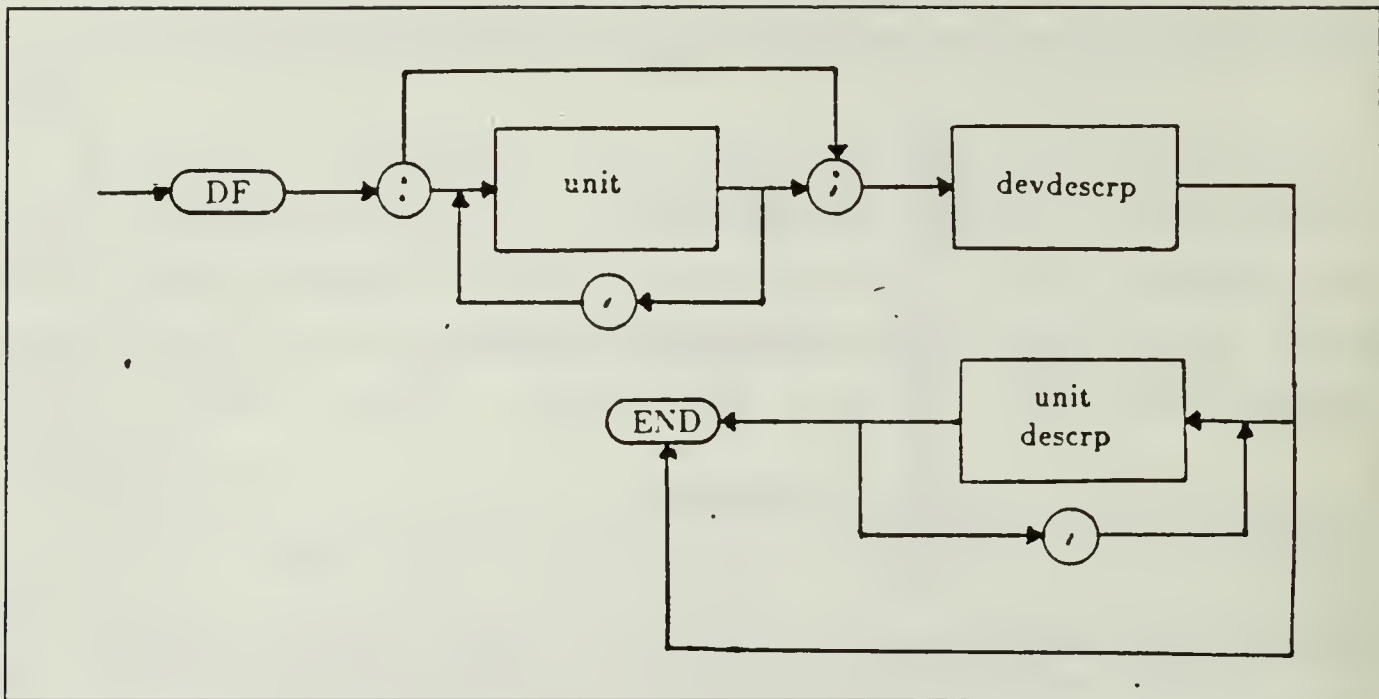 DF
:
unit
;
devdescrp
,
END
unit
descrp
,